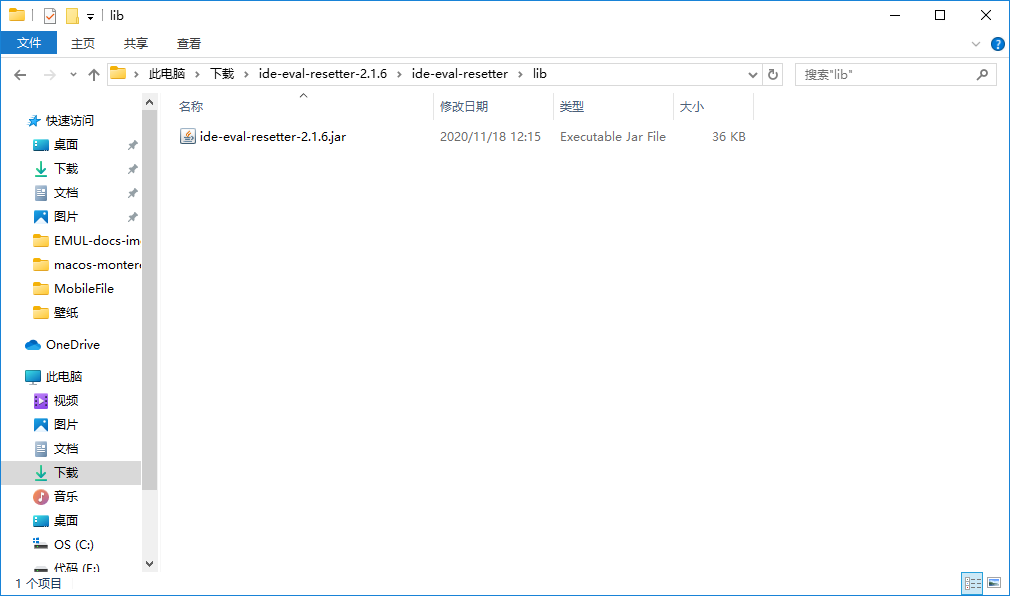 lib
文件 主页 共享 查看
此电脑 下载 ide-eval-resetter-2.1.6 ide-eval-resetter lib 搜索"lib"
名称 修改日期 类型 大小
ide-eval-resetter-2.1.6.jar 2020/11/18 12:15 Executable Jar File 36 KB
快速访问
桌面
下载
文档
图片
EMUL-docs-im
macos-monter
MobileFile
壁纸
OneDrive
此电脑
视频
图片
文档
下载
音乐
桌面
OS (C:)
代码 (E:)
1 个项目